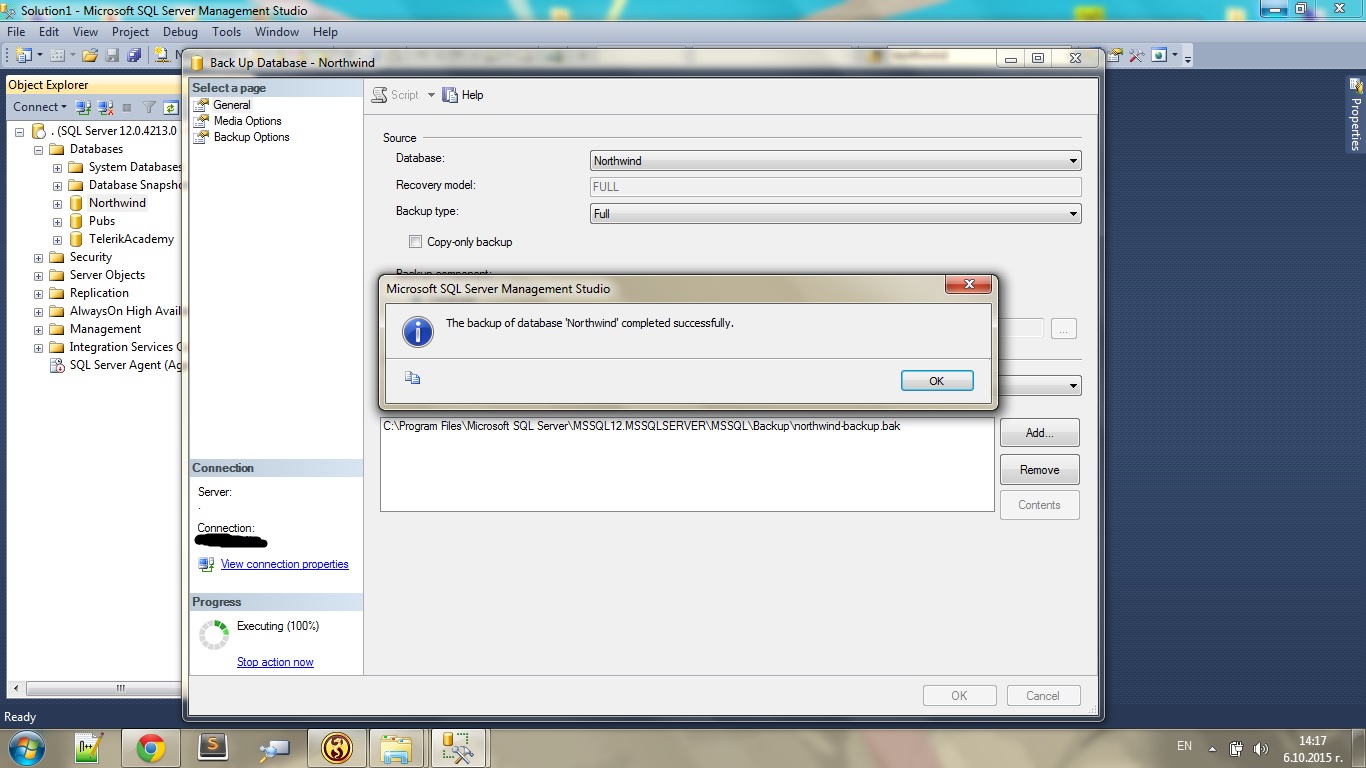 Solution1 - Microsoft SQL Server Management Studio
File Edit View Project Debug Tools Window Help
Back Up Database - Northwind
Object Explorer
Connect
. (SQL Server 12.0.4213.0
Databases
System Databases
Database Snapsho
Northwind
Pubs
TelerikAcademy
Security
Server Objects
Replication
AlwaysOn High Avail
Management
Integration Services C
SQL Server Agent (Ag
Select a page
General
Media Options
Backup Options
Script Help
Source
Database: Northwind
Recovery model: FULL
Backup type: Full
Copy-only backup
Backup component:
Microsoft SQL Server Management Studio
The backup of database 'Northwind' completed successfully.
OK
...
C:\Program Files\Microsoft SQL Server\MSSQL12.MSSQLSERVER\MSSQL\Backup\northwind-backup.bak
Add...
Remove
Contents
Connection
Server:
.
Connection:
View connection properties
Progress
Executing (100%)
Stop action now
OK Cancel
Properties
Ready
EN
14:17
6.10.2015 г.